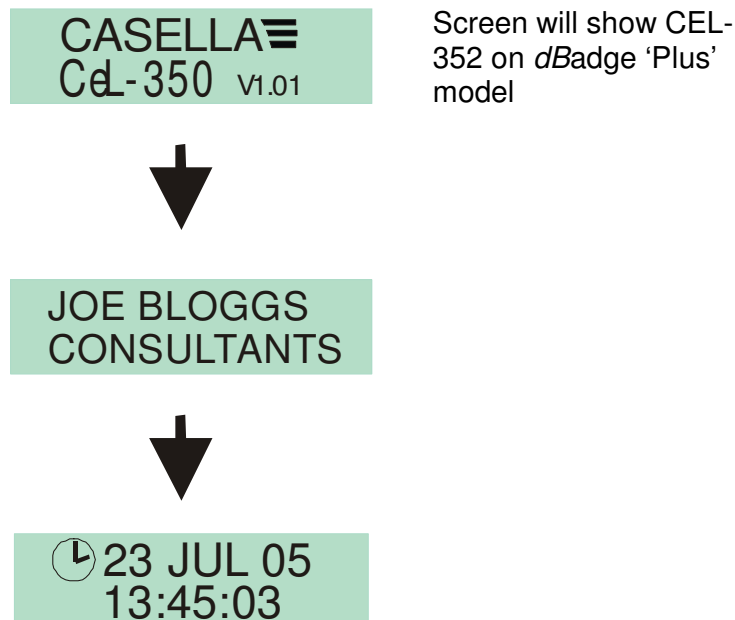 CASELLA
CeL-350 V1.01
Screen will show CEL-
352 on dBadge ‘Plus’
model
JOE BLOGGS
CONSULTANTS
23 JUL 05
13:45:03